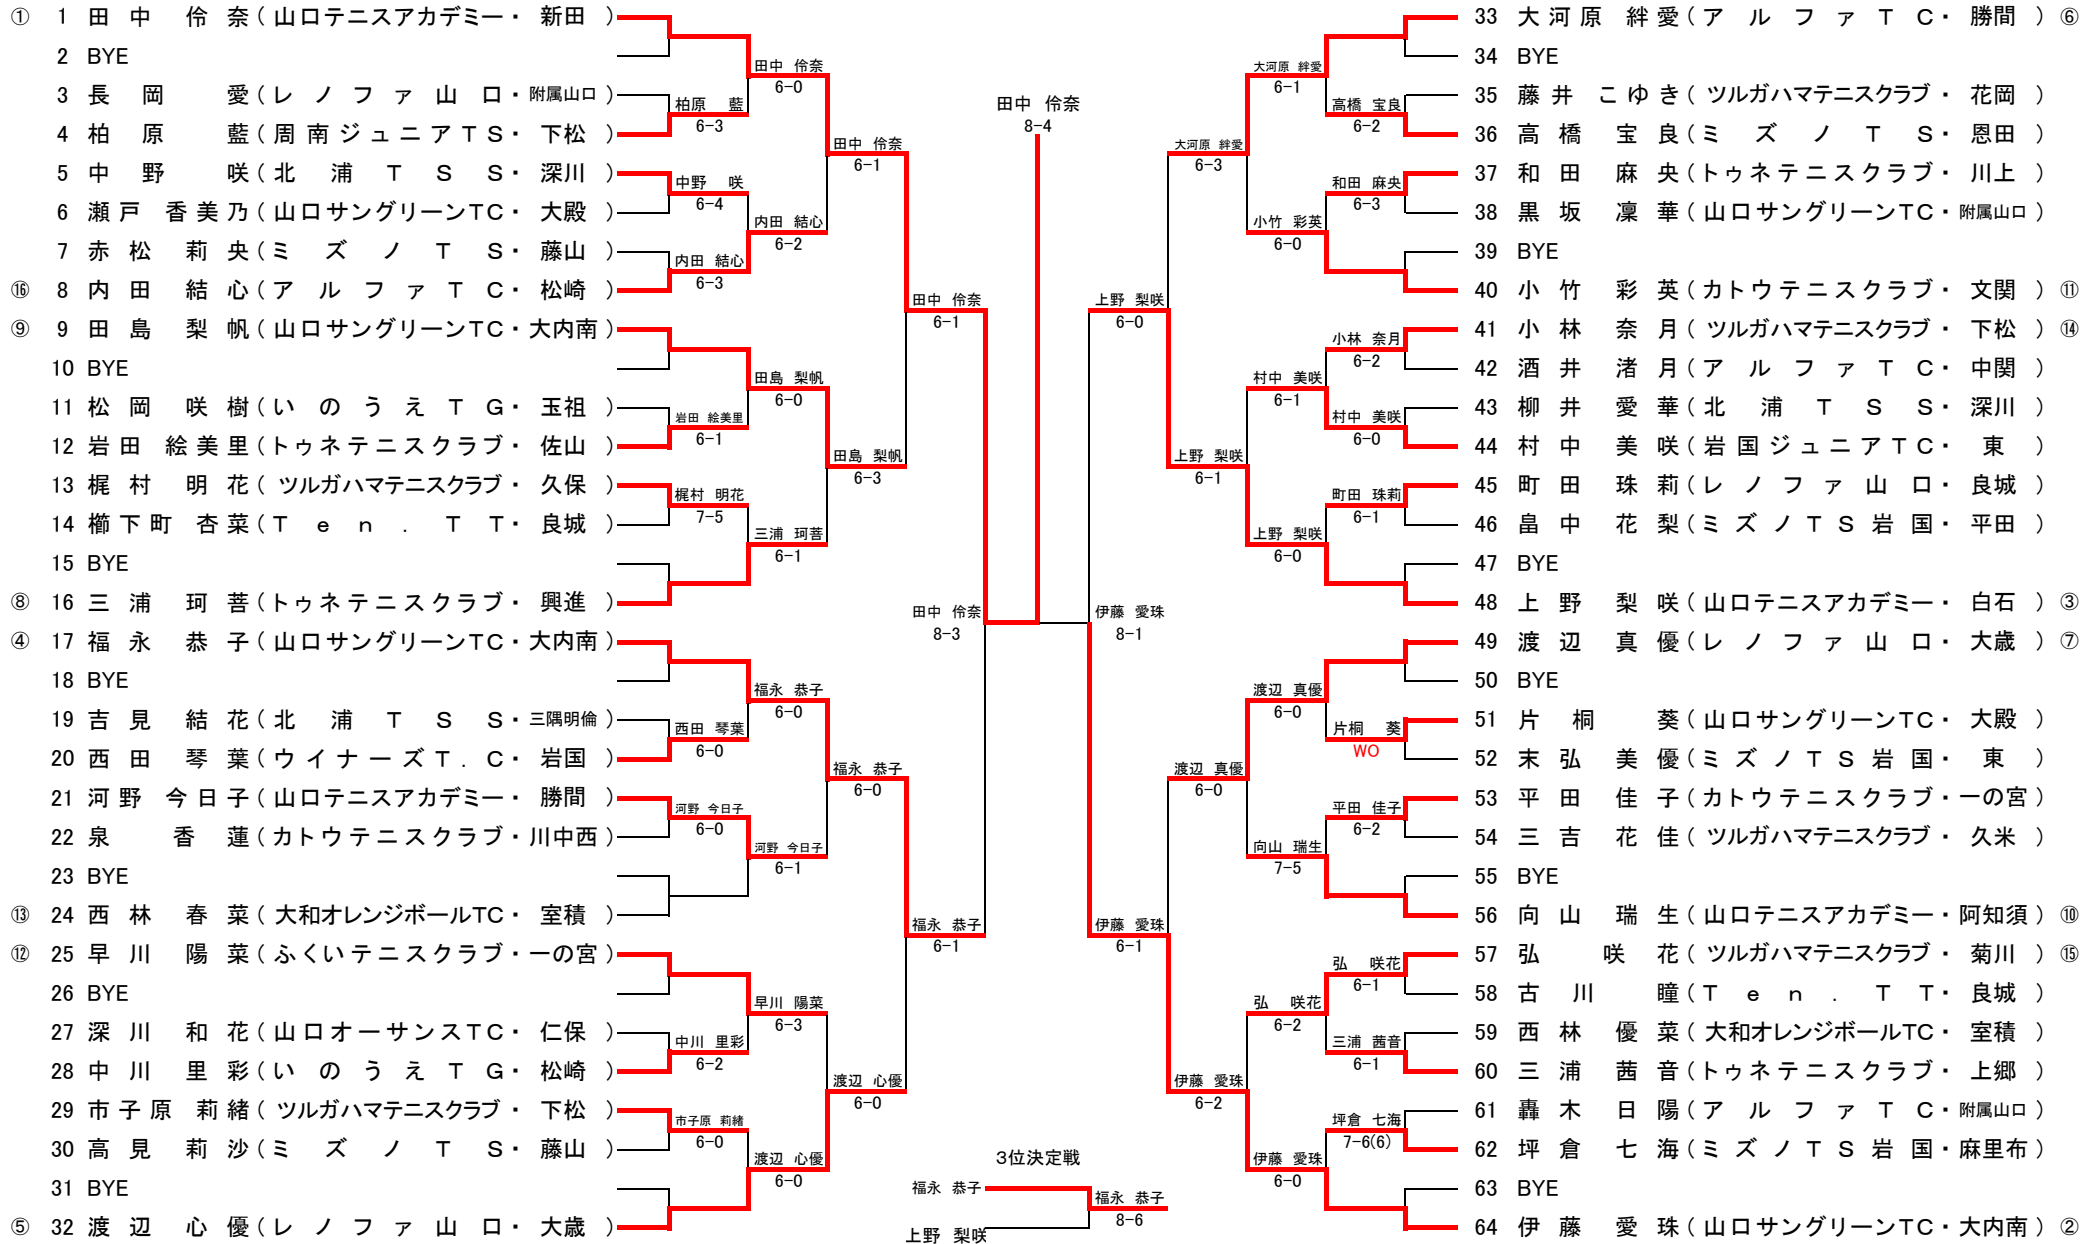 ① 1 田中 伶奈(山口テニスアカデミー・新田)
2 BYE
3 長岡 愛(レノファ山口・附属山口)
4 柏原 藍(周南ジュニアTS・下松)
5 中野 咲(北浦TSS・深川)
6 瀬戸 香美乃(山口サングリーンTC・大殿)
7 赤松 莉央(ミズノTS・藤山)
⑯ 8 内田 結心(アルファTC・松崎)
⑨ 9 田島 梨帆(山口サングリーンTC・大内南)
10 BYE
11 松岡 咲樹(いのうえTG・玉祖)
12 岩田 絵美里(トゥネテニスクラブ・佐山)
13 梶村 明花(ツルガハマテニスクラブ・久保)
14 櫛下町 杏菜(Ten.TT・良城)
15 BYE
⑧ 16 三浦 珂菩(トゥネテニスクラブ・興進)
④ 17 福永 恭子(山口サングリーンTC・大内南)
18 BYE
19 吉見 結花(北浦TSS・三隅明倫)
20 西田 琴葉(ウイナーズT.C・岩国)
21 河野 今日子(山口テニスアカデミー・勝間)
22 泉 香蓮(カトウテニスクラブ・川中西)
23 BYE
⑬ 24 西林 春菜(大和オレンジボールTC・室積)
⑫ 25 早川 陽菜(ふくいテニスクラブ・一の宮)
26 BYE
27 深川 和花(山口オーサンスTC・仁保)
28 中川 里彩(いのうえTG・松崎)
29 市子原 莉緒(ツルガハマテニスクラブ・下松)
30 高見 莉沙(ミズノTS・藤山)
31 BYE
⑤ 32 渡辺 心優(レノファ山口・大歳)
柏原 藍
6-3
中野 咲
6-4
内田 結心
6-3
岩田 絵美里
6-1
梶村 明花
7-5
西田 琴葉
6-0
河野 今日子
6-0
中川 里彩
6-2
市子原 莉緒
6-0
田中 伶奈
6-0
内田 結心
6-2
田島 梨帆
6-0
三浦 珂菩
6-1
福永 恭子
6-0
河野 今日子
6-1
早川 陽菜
6-3
渡辺 心優
6-0
田中 伶奈
6-1
田島 梨帆
6-3
福永 恭子
6-0
渡辺 心優
6-0
田中 伶奈
6-1
福永 恭子
6-1
田中 伶奈
8-3
田中 伶奈
8-4
伊藤 愛珠
8-1
上野 梨咲
6-0
伊藤 愛珠
6-1
大河原 絆愛
6-3
上野 梨咲
6-1
渡辺 真優
6-0
伊藤 愛珠
6-2
大河原 絆愛
6-1
小竹 彩英
6-0
村中 美咲
6-1
上野 梨咲
6-0
渡辺 真優
6-0
向山 瑞生
7-5
弘 咲花
6-2
伊藤 愛珠
6-0
高橋 宝良
6-2
和田 麻央
6-3
小林 奈月
6-2
村中 美咲
6-0
町田 珠莉
6-1
片桐 葵
WO
平田 佳子
6-2
弘 咲花
6-1
三浦 茜音
6-1
坪倉 七海
7-6(6)
33 大河原 絆愛(アルファTC・勝間) ⑥
34 BYE
35 藤井 こゆき(ツルガハマテニスクラブ・花岡)
36 高橋 宝良(ミズノTS・恩田)
37 和田 麻央(トゥネテニスクラブ・川上)
38 黒坂 凜華(山口サングリーンTC・附属山口)
39 BYE
40 小竹 彩英(カトウテニスクラブ・文関) ⑪
41 小林 奈月(ツルガハマテニスクラブ・下松) ⑭
42 酒井 渚月(アルファTC・中関)
43 柳井 愛華(北浦TSS・深川)
44 村中 美咲(岩国ジュニアTC・東)
45 町田 珠莉(レノファ山口・良城)
46 畠中 花梨(ミズノTS岩国・平田)
47 BYE
48 上野 梨咲(山口テニスアカデミー・白石) ③
49 渡辺 真優(レノファ山口・大歳) ⑦
50 BYE
51 片桐 葵(山口サングリーンTC・大殿)
52 末弘 美優(ミズノTS岩国・東)
53 平田 佳子(カトウテニスクラブ・一の宮)
54 三吉 花佳(ツルガハマテニスクラブ・久米)
55 BYE
56 向山 瑞生(山口テニスアカデミー・阿知須) ⑩
57 弘 咲花(ツルガハマテニスクラブ・菊川) ⑮
58 古川 瞳(Ten.TT・良城)
59 西林 優菜(大和オレンジボールTC・室積)
60 三浦 茜音(トゥネテニスクラブ・上郷)
61 轟木 日陽(アルファTC・附属山口)
62 坪倉 七海(ミズノTS岩国・麻里布)
63 BYE
64 伊藤 愛珠(山口サングリーンTC・大内南) ②
3位決定戦
福永 恭子
上野 梨咲
福永 恭子
8-6